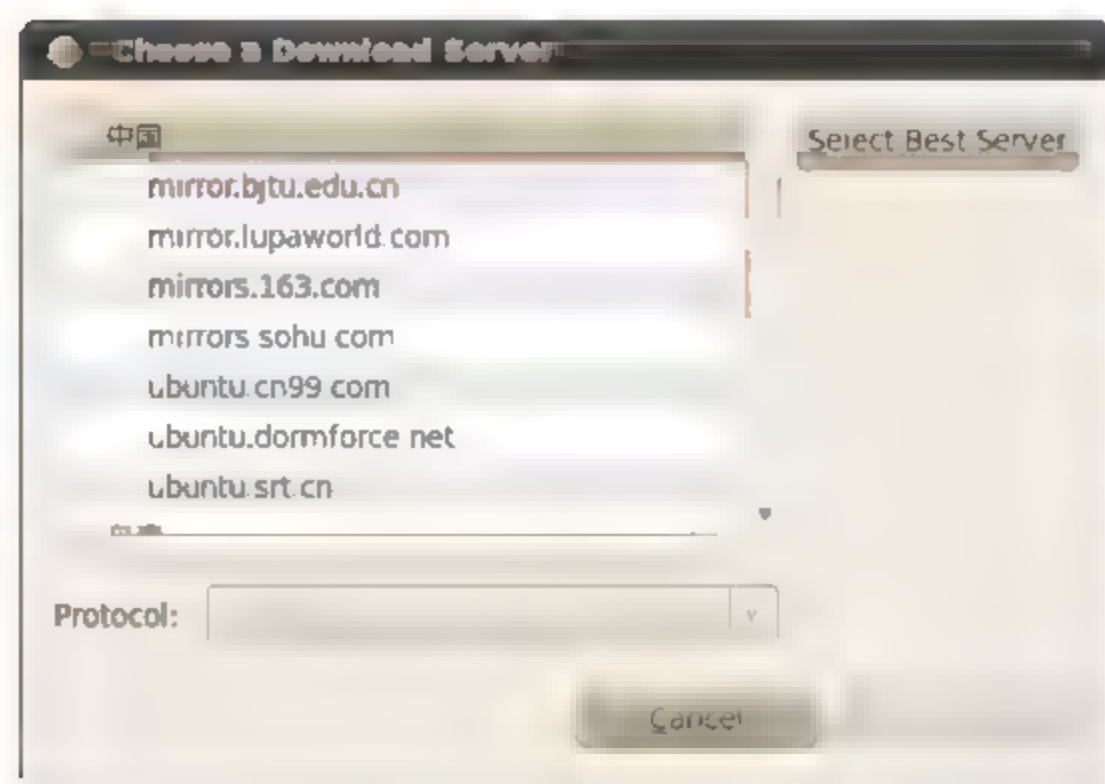 Choose a Download Server
中国
Select Best Server
mirror.bjtu.edu.cn
mirror.lupaworld.com
mirrors.163.com
mirrors.sohu.com
ubuntu.cn99.com
ubuntu.dormforce.net
ubuntu.srt.cn
Protocol:
Cancel